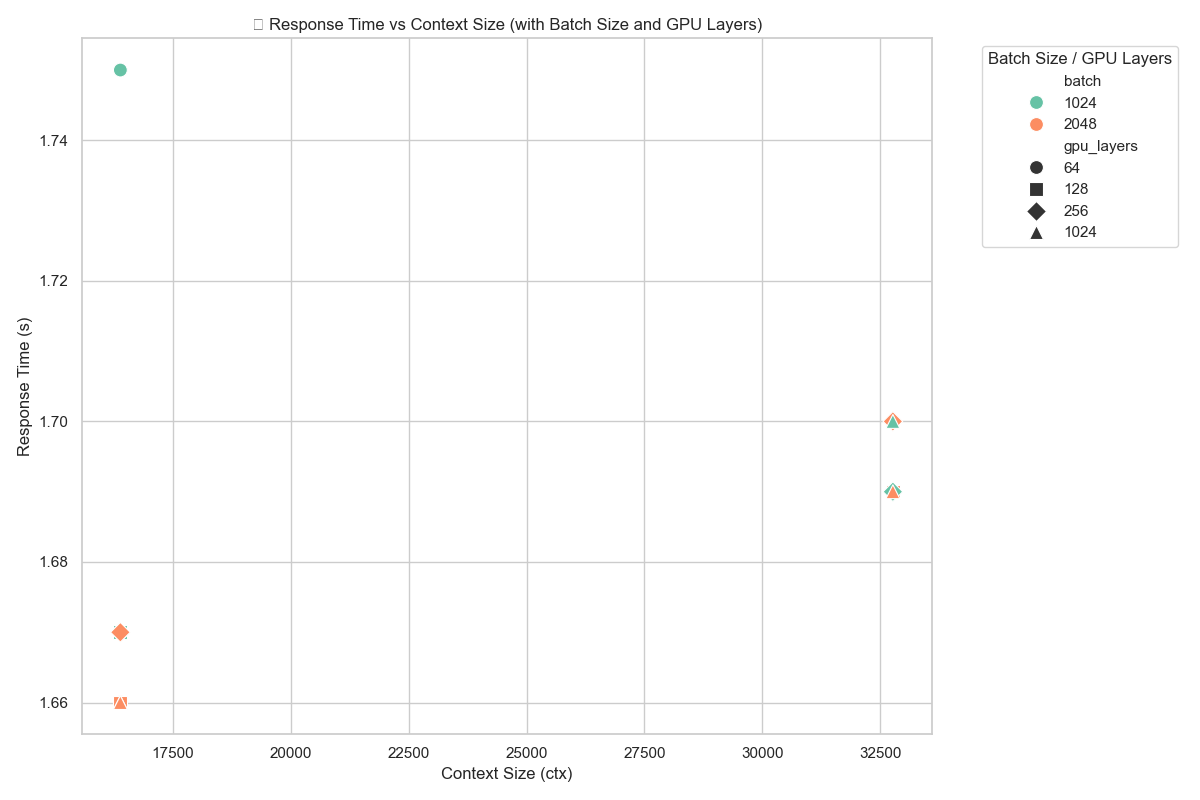 ▯ Response Time vs Context Size (with Batch Size and GPU Layers)
Batch Size / GPU Layers
batch
1024
2048
gpu_layers
64
128
256
1024
Response Time (s)
1.74
1.72
1.70
1.68
1.66
17500 20000 22500 25000 27500 30000 32500
Context Size (ctx)